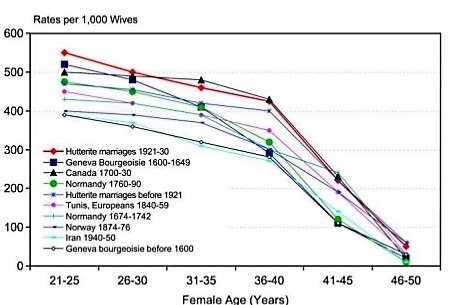 Rates per 1,000 Wives
600
500
400
300
200
100
0
Hutterite marriages 1921-30
Geneva Bourgeoisie 1600-1649
Canada 1700-30
Normandy 1760-90
Hutterite marriages before 1921
Tunis, Europeans 1840-59
Normandy 1674-1742
Norway 1874-76
Iran 1940-50
Geneva bourgeoisie before 1600
21-25 26-30 31-35 36-40 41-45 46-50
Female Age (Years)